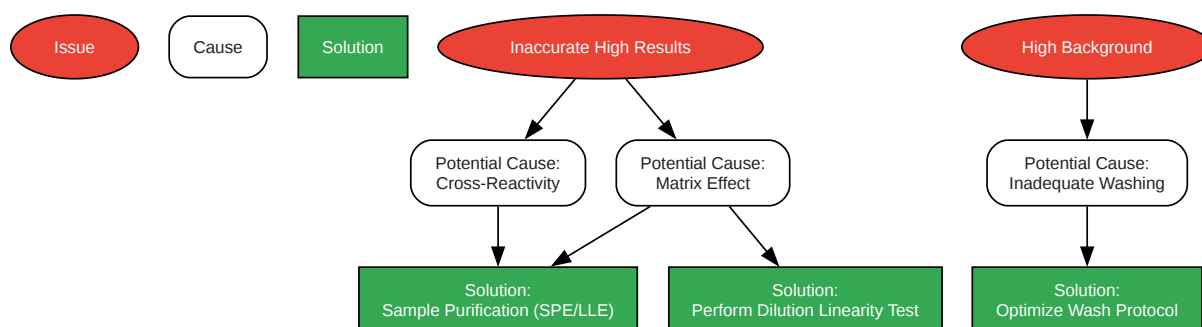 Issue
Cause
Solution
Inaccurate High Results
High Background
Potential Cause:
Cross-Reactivity
Potential Cause:
Matrix Effect
Potential Cause:
Inadequate Washing
Solution:
Sample Purification (SPE/LLE)
Solution:
Perform Dilution Linearity Test
Solution:
Optimize Wash Protocol